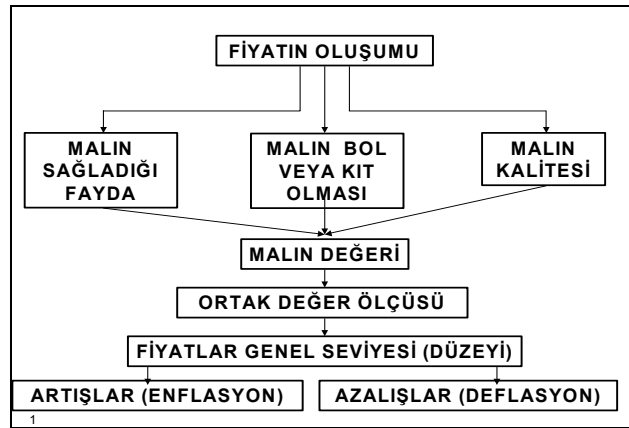 FİYATIN OLUŞUMU
MALIN
SAĞLADIĞI
FAYDA
MALIN BOL
VEYA KIT
OLMASI
MALIN
KALİTESİ
MALIN DEĞERİ
ORTAK DEĞER ÖLÇÜSÜ
FİYATLAR GENEL SEVİYESİ (DÜZEYİ)
ARTIŞLAR (ENFLASYON)
AZALIŞLAR (DEFLASYON)
1